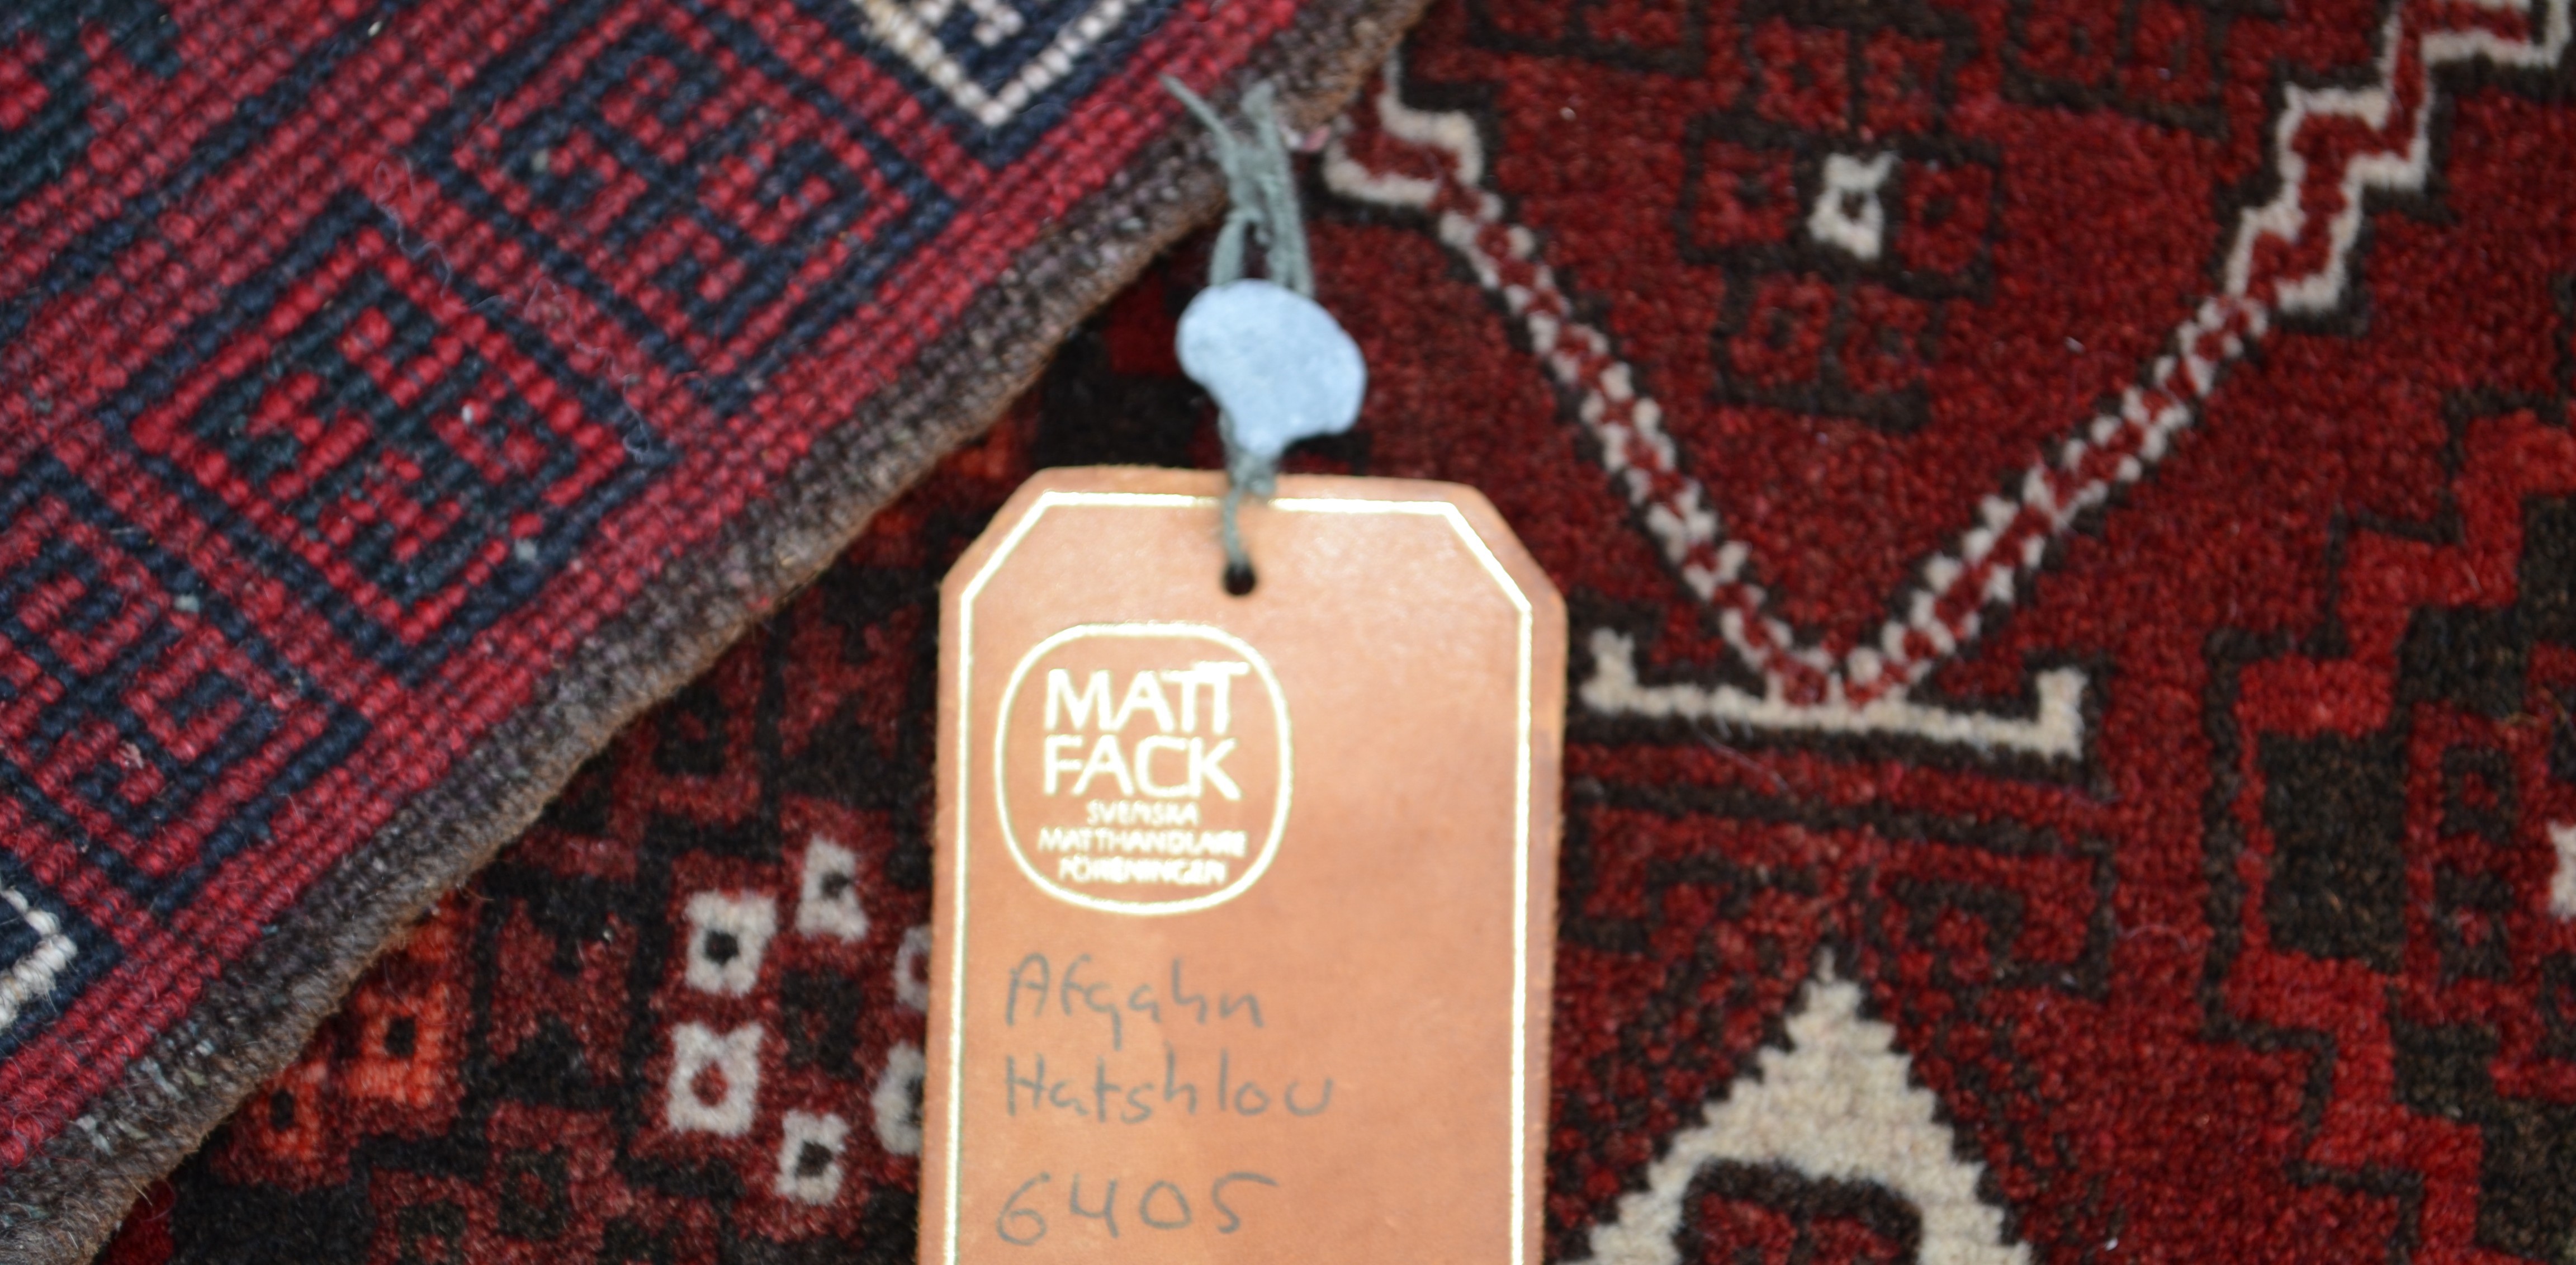 MATT
FACK
SVENSKA
MATTHANDLARE
FÖRENINGEN
Afgahn
Hatshlou
6405